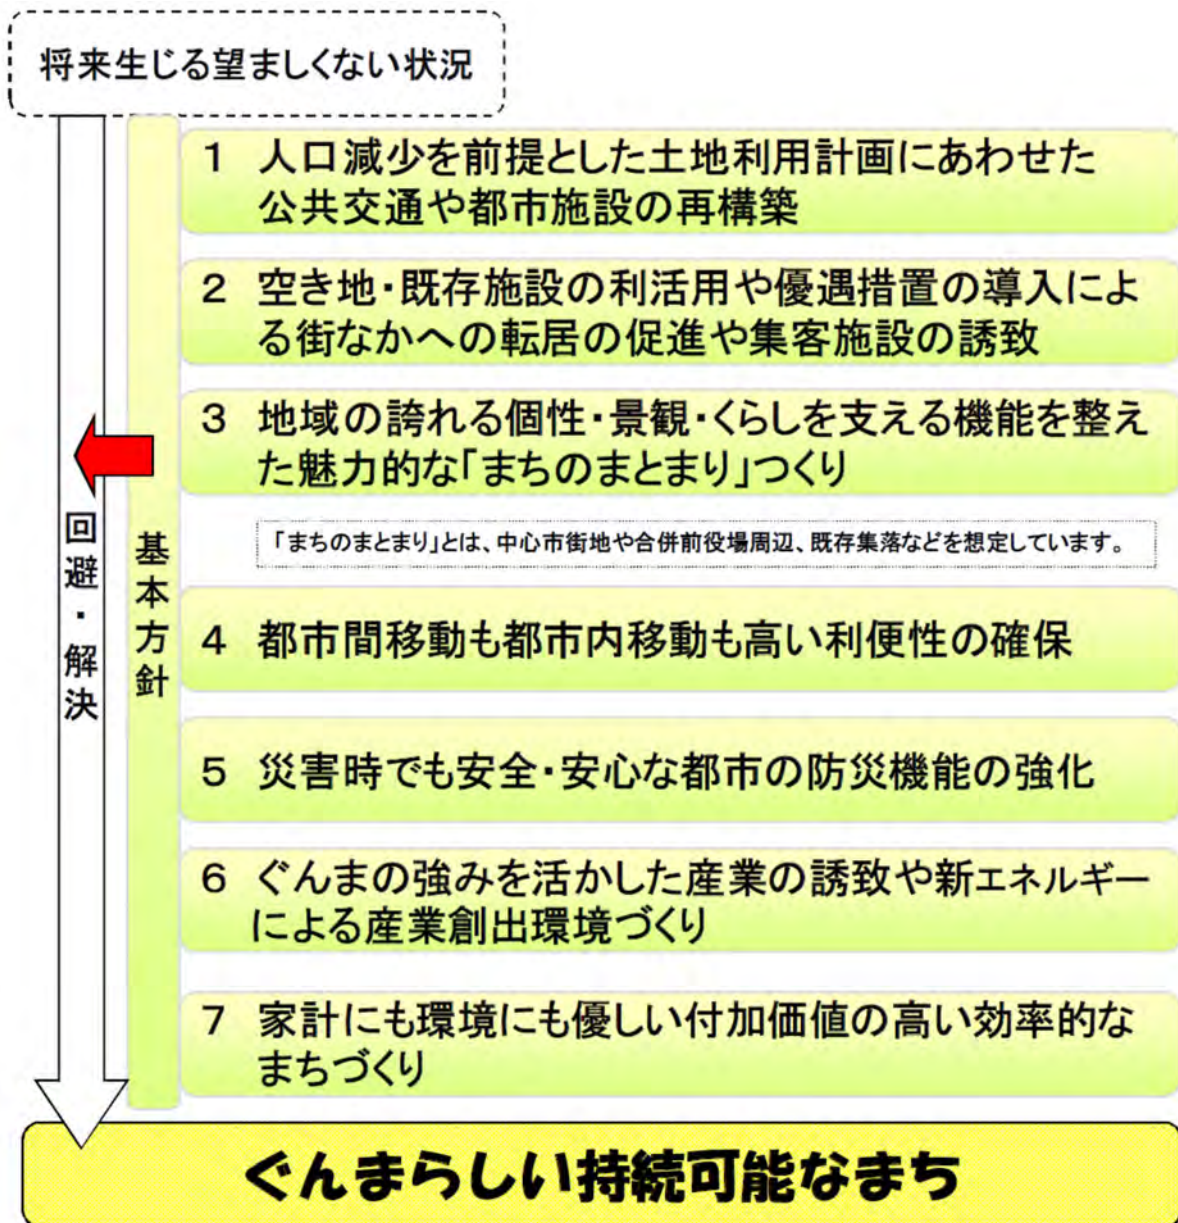 将来生じる望ましくない状況
1 人口減少を前提とした土地利用計画にあわせた
公共交通や都市施設の再構築
2 空き地・既存施設の利活用や優遇措置の導入によ
る街なかへの転居の促進や集客施設の誘致
3 地域の誇れる個性・景観・くらしを支える機能を整え
た魅力的な「まちのまとまり」つくり
「まちのまとまり」とは、中心市街地や合併前役場周辺、既存集落などを想定しています。
4 都市間移動も都市内移動も高い利便性の確保
5 災害時でも安全・安心な都市の防災機能の強化
6 ぐんまの強みを活かした産業の誘致や新エネルギー
による産業創出環境づくり
7 家計にも環境にも優しい付加価値の高い効率的な
まちづくり
回避・解決
基本方針
ぐんまらしい持続可能なまち